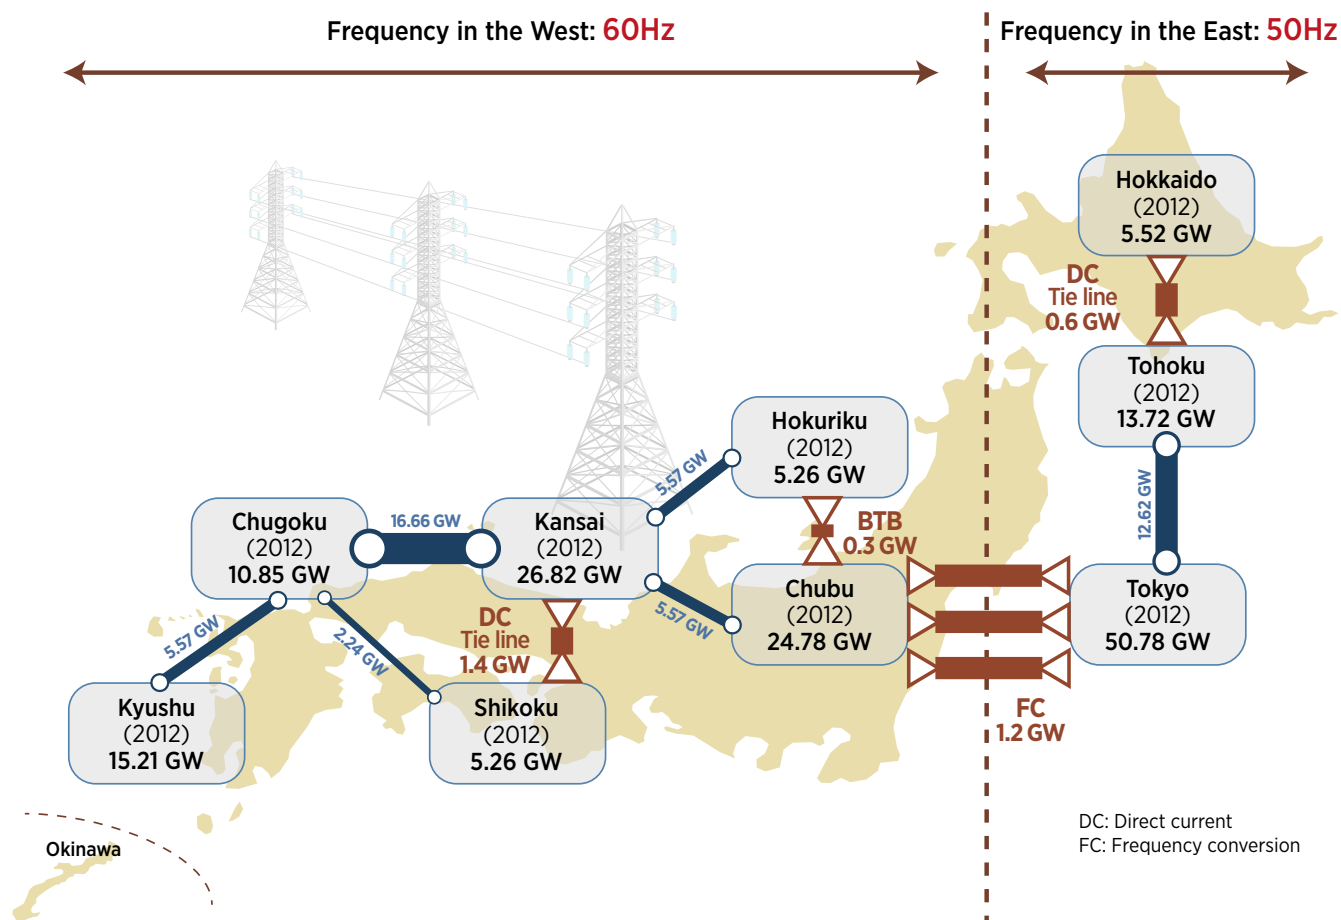 Frequency in the West: 60Hz
Frequency in the East: 50Hz
Hokkaido
(2012)
5.52 GW
DC
Tie line
0.6 GW
Tohoku
(2012)
13.72 GW
12.62 GW
Hokuriku
(2012)
5.26 GW
5.57 GW
BTB
0.3 GW
Chugoku
(2012)
10.85 GW
16.66 GW
Kansai
(2012)
26.82 GW
5.57 GW
Chubu
(2012)
24.78 GW
Tokyo
(2012)
50.78 GW
FC
1.2 GW
5.57 GW
2.24 GW
DC
Tie line
1.4 GW
Kyushu
(2012)
15.21 GW
Shikoku
(2012)
5.26 GW
Okinawa
DC: Direct current
FC: Frequency conversion